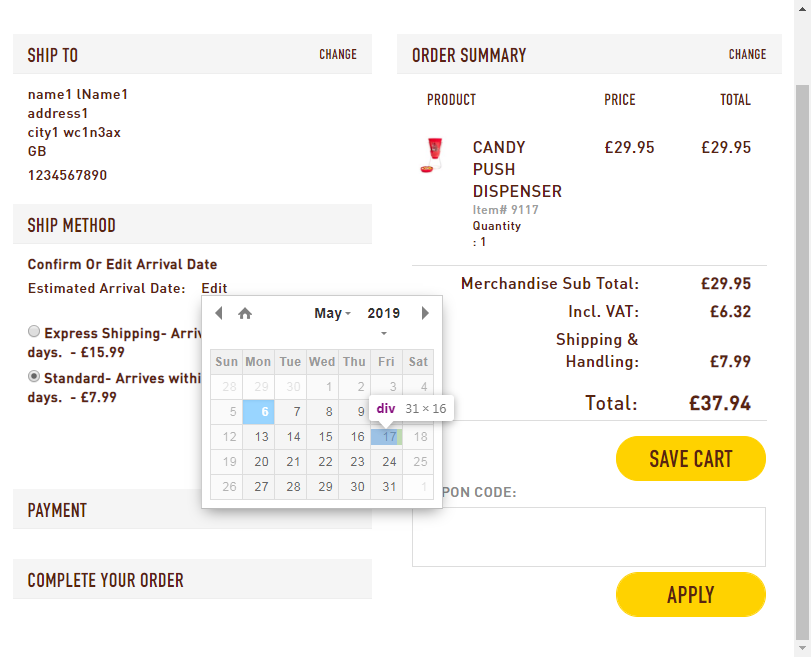 SHIP TO
CHANGE
name1 lName1
address1
city1 wc1n3ax
GB
1234567890
SHIP METHOD
Confirm Or Edit Arrival Date
Estimated Arrival Date: Edit
Express Shipping- Arriv
days. - £15.99
Standard- Arrives within
days. - £7.99
May 2019
Sun Mon Tue Wed Thu Fri Sat
28 29 30 1 2 3 4
5 6 7 8 9
div 31 × 16
12 13 14 15 16 17 18
19 20 21 22 23 24 25
26 27 28 29 30 31 1
PAYMENT
COMPLETE YOUR ORDER
ORDER SUMMARY
CHANGE
PRODUCT PRICE TOTAL
CANDY £29.95 £29.95
PUSH
DISPENSER
Item# 9117
Quantity
: 1
Merchandise Sub Total: £29.95
Incl. VAT: £6.32
Shipping &
Handling: £7.99
Total: £37.94
SAVE CART
PON CODE:
APPLY